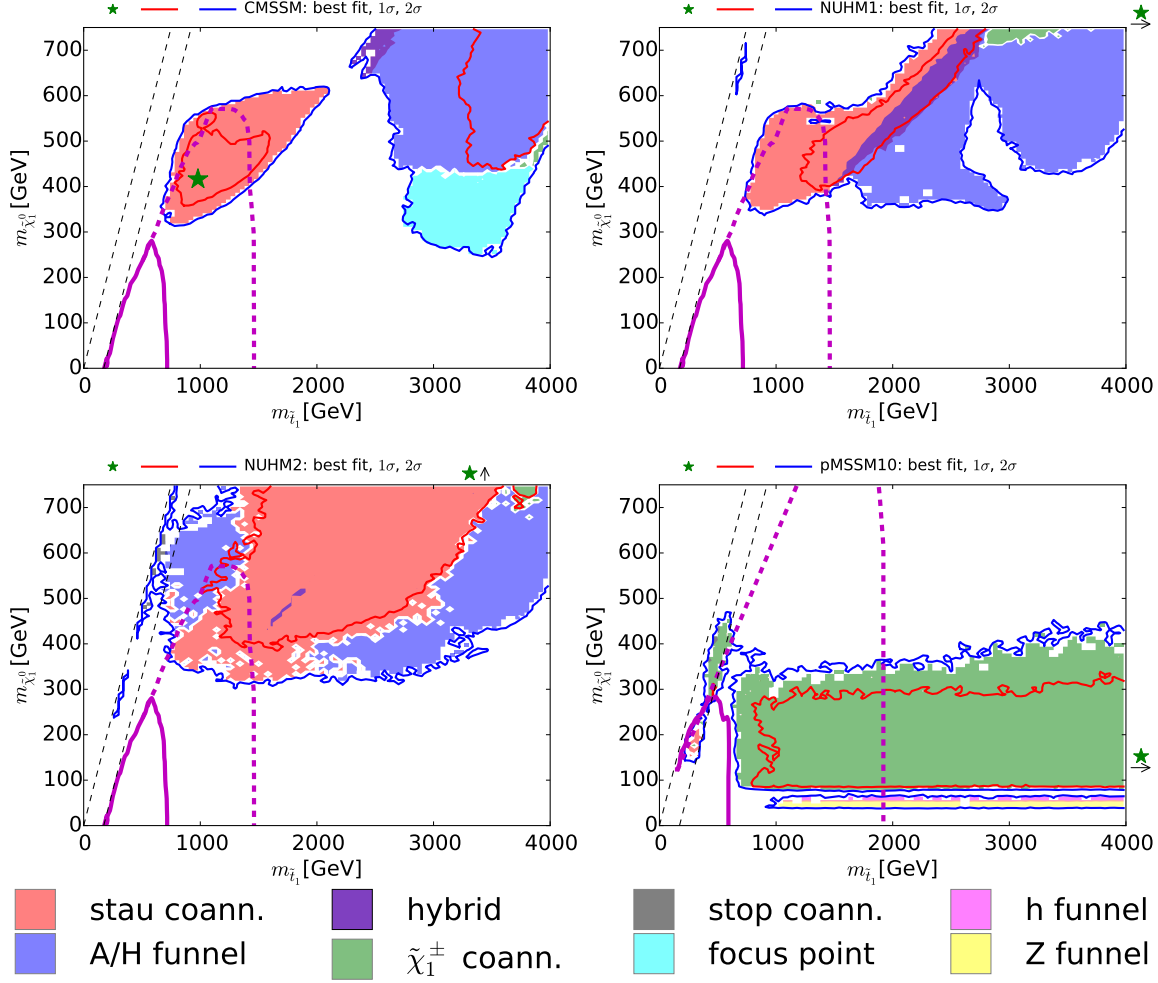 CMSSM: best fit, 1σ, 2σ
700
600
500
400
300
200
100
0
0 1000 2000 3000 4000
m_χ̃₁⁰ [GeV]
m_t̃₁ [GeV]
NUHM1: best fit, 1σ, 2σ
700
600
500
400
300
200
100
0
0 1000 2000 3000 4000
m_χ̃₁⁰ [GeV]
m_t̃₁ [GeV]
NUHM2: best fit, 1σ, 2σ
700
600
500
400
300
200
100
0
0 1000 2000 3000 4000
m_χ̃₁⁰ [GeV]
m_t̃₁ [GeV]
pMSSM10: best fit, 1σ, 2σ
700
600
500
400
300
200
100
0
0 1000 2000 3000 4000
m_χ̃₁⁰ [GeV]
m_t̃₁ [GeV]
stau coann. hybrid stop coann. h funnel
A/H funnel χ̃₁± coann. focus point Z funnel